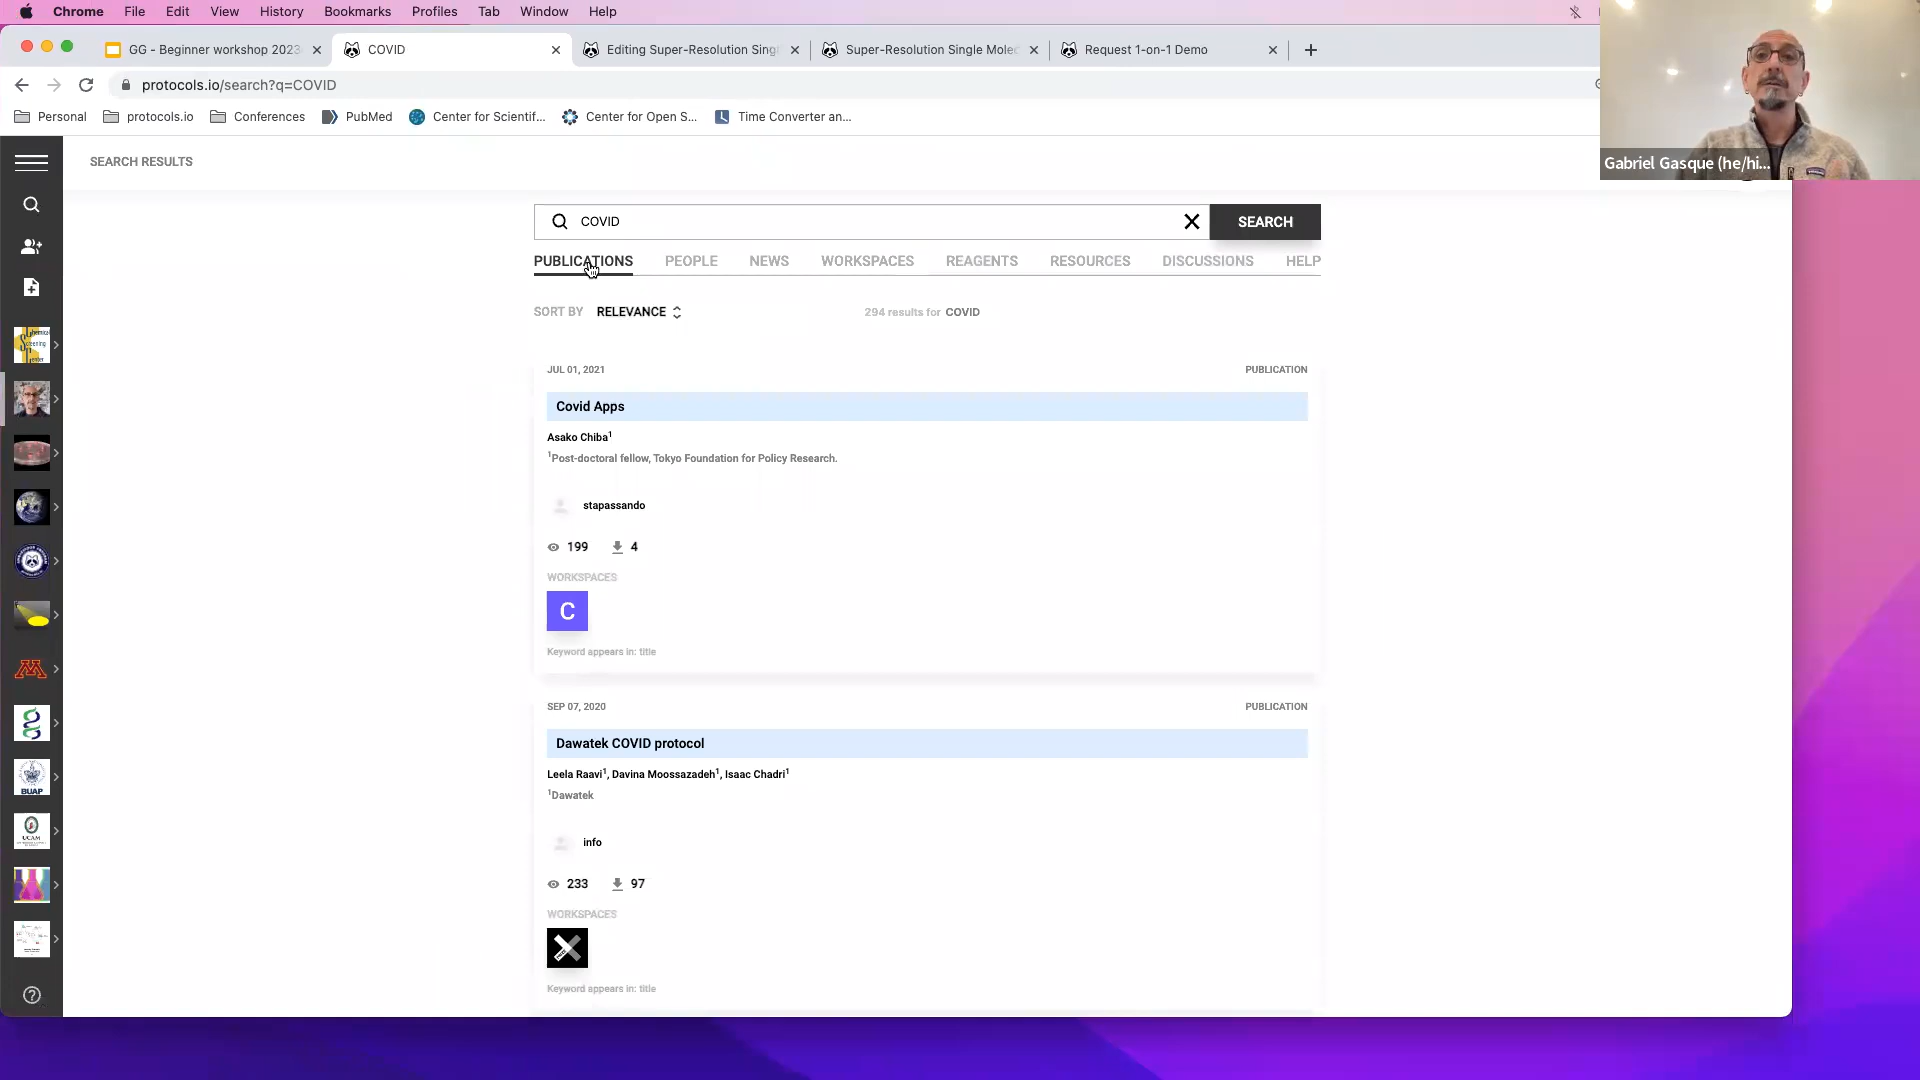 Chrome File Edit View History Bookmarks Profiles Tab Window Help
GG - Beginner workshop 2023
COVID
Editing Super-Resolution Singl
Super-Resolution Single Molec
Request 1-on-1 Demo
protocols.io/search?q=COVID
Personal protocols.io Conferences PubMed Center for Scientif... Center for Open S... Time Converter an...
Gabriel Gasque (he/hi...
SEARCH RESULTS
COVID
SEARCH
PUBLICATIONS PEOPLE NEWS WORKSPACES REAGENTS RESOURCES DISCUSSIONS HELP
SORT BY RELEVANCE
294 results for COVID
JUL 01, 2021
PUBLICATION
Covid Apps
Asako Chiba1
1Post-doctoral fellow, Tokyo Foundation for Policy Research.
stapassando
199 4
WORKSPACES
C
Keyword appears in: title
SEP 07, 2020
PUBLICATION
Dawatek COVID protocol
Leela Raavi1, Davina Moossazadeh1, Isaac Chadri1
1Dawatek
info
233 97
WORKSPACES
Keyword appears in: title
BUAP
UCAM